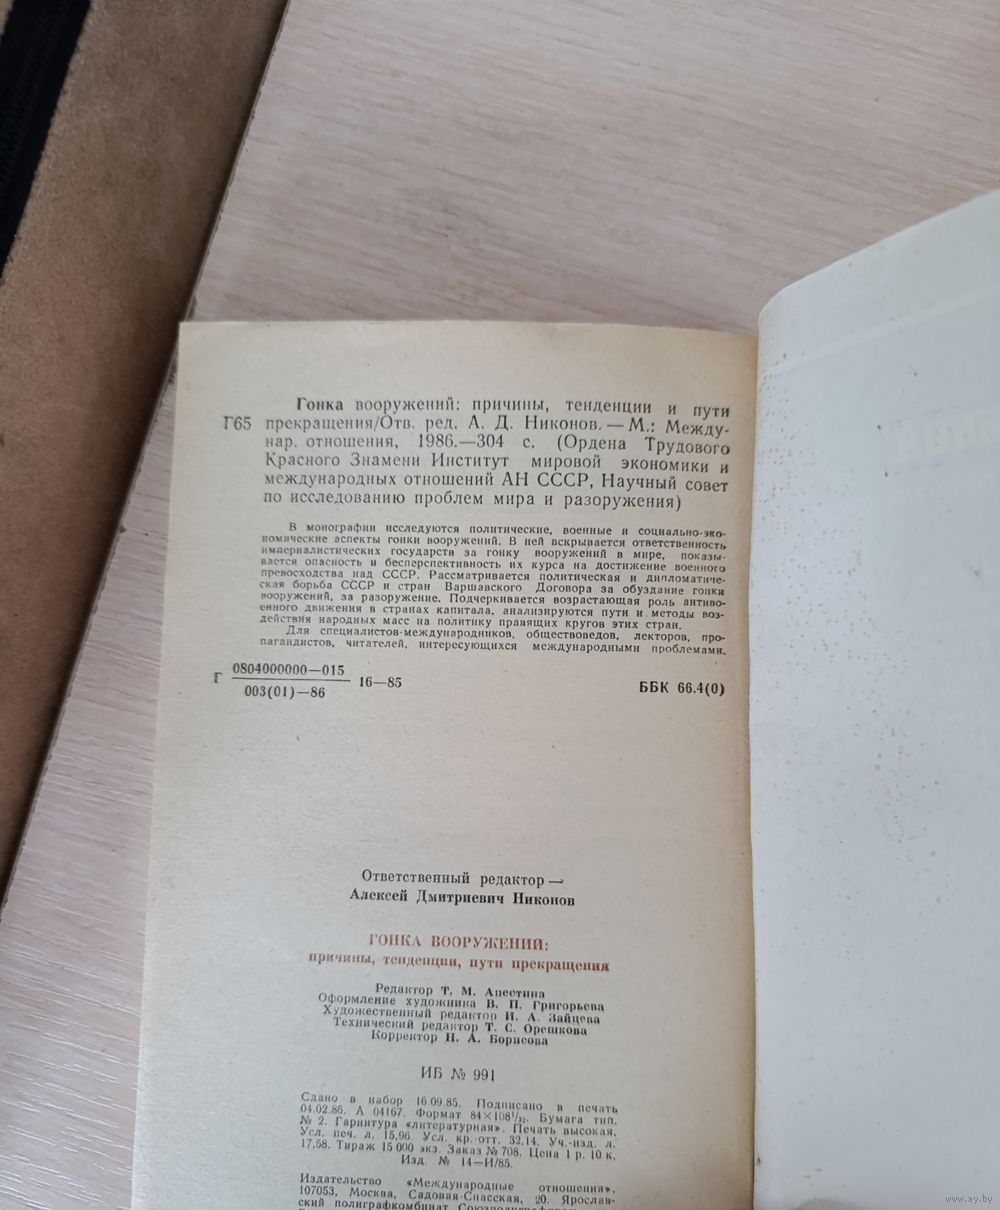 Гонка вооружений: причины, тенденции и пути
Г65 прекращения/Отв. ред. А. Д. Никонов. — М.: Между-
нар. отношения, 1986.—304 с. (Ордена Трудового
Красного Знамени Институт мировой экономики и
международных отношений АН СССР, Научный совет
по исследованию проблем мира и разоружения)
В монографии исследуются политические, военные и социально-эко-
номические аспекты гонки вооружений. В ней вскрывается ответственность
империалистических государств за гонку вооружений в мире, показы-
вается опасность и бесперспективность их курса на достижение военного
превосходства над СССР. Рассматривается политическая и дипломатиче-
ская борьба СССР и стран Варшавского Договора за обуздание гонки
вооружений, за разоружение. Подчеркивается возрастающая роль антиво-
енного движения в странах капитала, анализируются пути и методы воз-
действия народных масс на политику правящих кругов этих стран.
Для специалистов-международников, обществоведов, лекторов, про-
пагандистов, читателей, интересующихся международными проблемами.
Г 0804000000—015
003(01)—86
16—85
ББК 66.4(0)
Ответственный редактор —
Алексей Дмитриевич Никонов
ГОНКА ВООРУЖЕНИЙ:
причины, тенденции, пути прекращения
Редактор Т. М. Апестина
Оформление художника В. П. Григорьева
Художественный редактор И. А. Зайцева
Технический редактор Т. С. Орешкова
Корректор Н. А. Борисова
ИБ № 991
Сдано в набор 16.09.85. Подписано в печать
04.02.86. А 04167. Формат 84×108¹/₃₂. Бумага тип.
№ 2. Гарнитура «литературная». Печать высокая.
Усл. печ. л. 15,96. Усл. кр.-отт. 32,14. Уч.-изд. л.
17,58. Тираж 15 000 экз. Заказ № 708. Цена 1 р. 10 к.
Изд. № 14—И/85.
Издательство «Международные отношения».
107053, Москва, Садовая-Спасская, 20. Ярослав-
ский полиграфкомбинат
www.ay.by